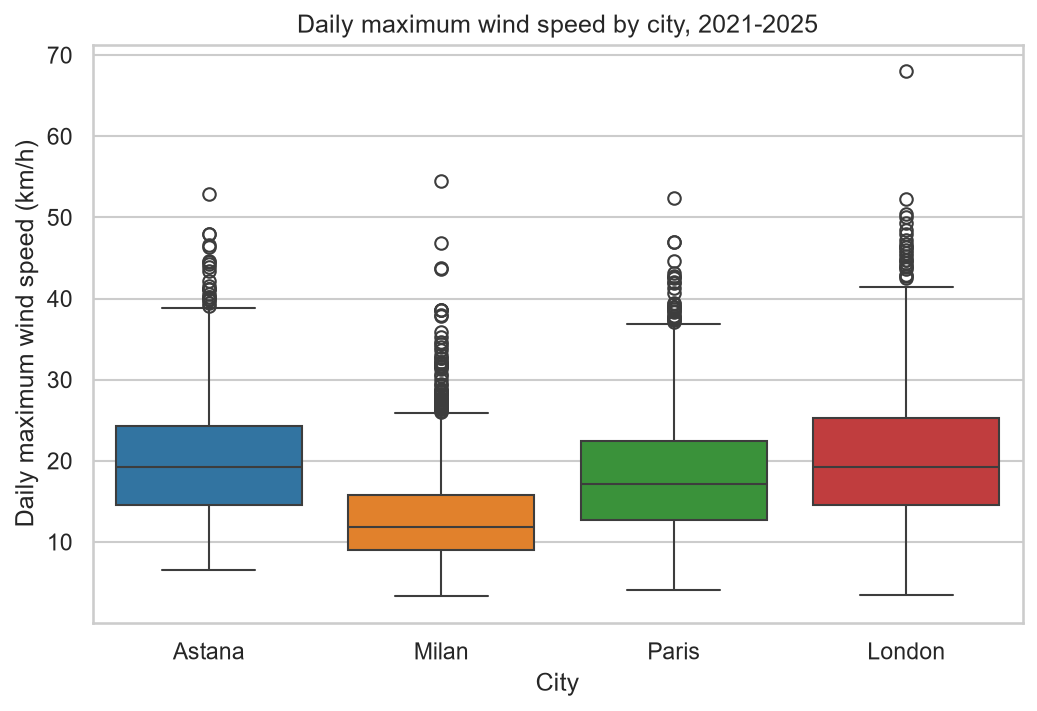 Daily maximum wind speed by city, 2021-2025
Daily maximum wind speed (km/h)
70
60
50
40
30
20
10
Astana Milan Paris London
City